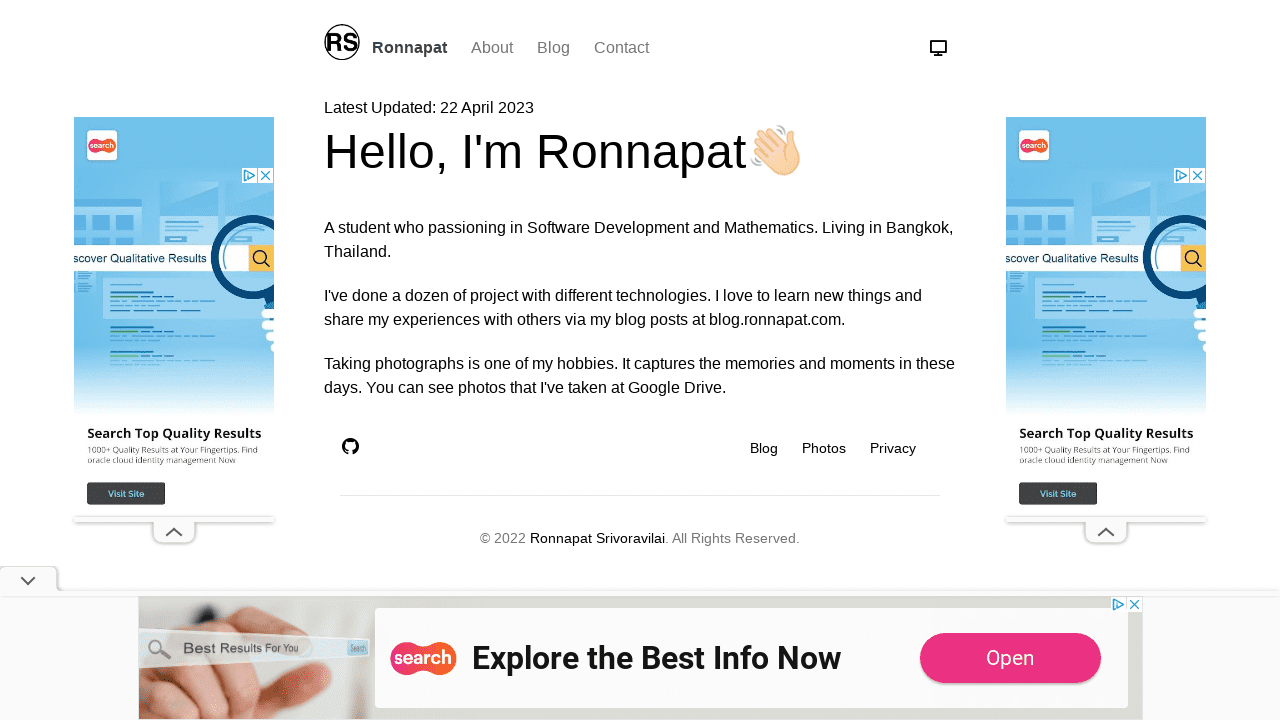 RS Ronnapat About Blog Contact
Latest Updated: 22 April 2023
Hello, I'm Ronnapat👋🏼
A student who passioning in Software Development and Mathematics. Living in Bangkok,
Thailand.
I've done a dozen of project with different technologies. I love to learn new things and
share my experiences with others via my blog posts at blog.ronnapat.com.
Taking photographs is one of my hobbies. It captures the memories and moments in these
days. You can see photos that I've taken at Google Drive.
Blog Photos Privacy
© 2022 Ronnapat Srivoravilai. All Rights Reserved.
search
scover Qualitative Results
Search Top Quality Results
1000+ Quality Results at Your Fingertips. Find
oracle cloud identity management Now
Visit Site
search
scover Qualitative Results
Search Top Quality Results
1000+ Quality Results at Your Fingertips. Find
oracle cloud identity management Now
Visit Site
Best Results For You Search
search Explore the Best Info Now Open